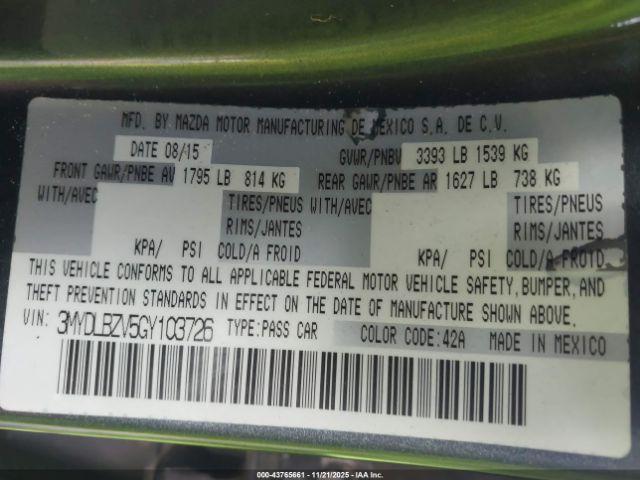 MFD. BY MAZDA MOTOR MANUFACTURING DE MEXICO S.A. DE C.V.
DATE 08/15 GVWR/PNBV 3393 LB 1539 KG
FRONT GAWR/PNBE AV 1795 LB 814 KG REAR GAWR/PNBE AR 1627 LB 738 KG
WITH/AVEC TIRES/PNEUS WITH/AVEC TIRES/PNEUS
RIMS/JANTES RIMS/JANTES
KPA/ PSI COLD/A FROID KPA/ PSI COLD/A FROID
THIS VEHICLE CONFORMS TO ALL APPLICABLE FEDERAL MOTOR VEHICLE SAFETY, BUMPER, AND
THEFT PREVENTION STANDARDS IN EFFECT ON THE DATE OF MANUFACTURE SHOWN ABOVE.
VIN: 3MYDLBZV5GY103726 TYPE:PASS CAR COLOR CODE:42A MADE IN MEXICO
000-43765661 - 11/21/2025 - IAA Inc.